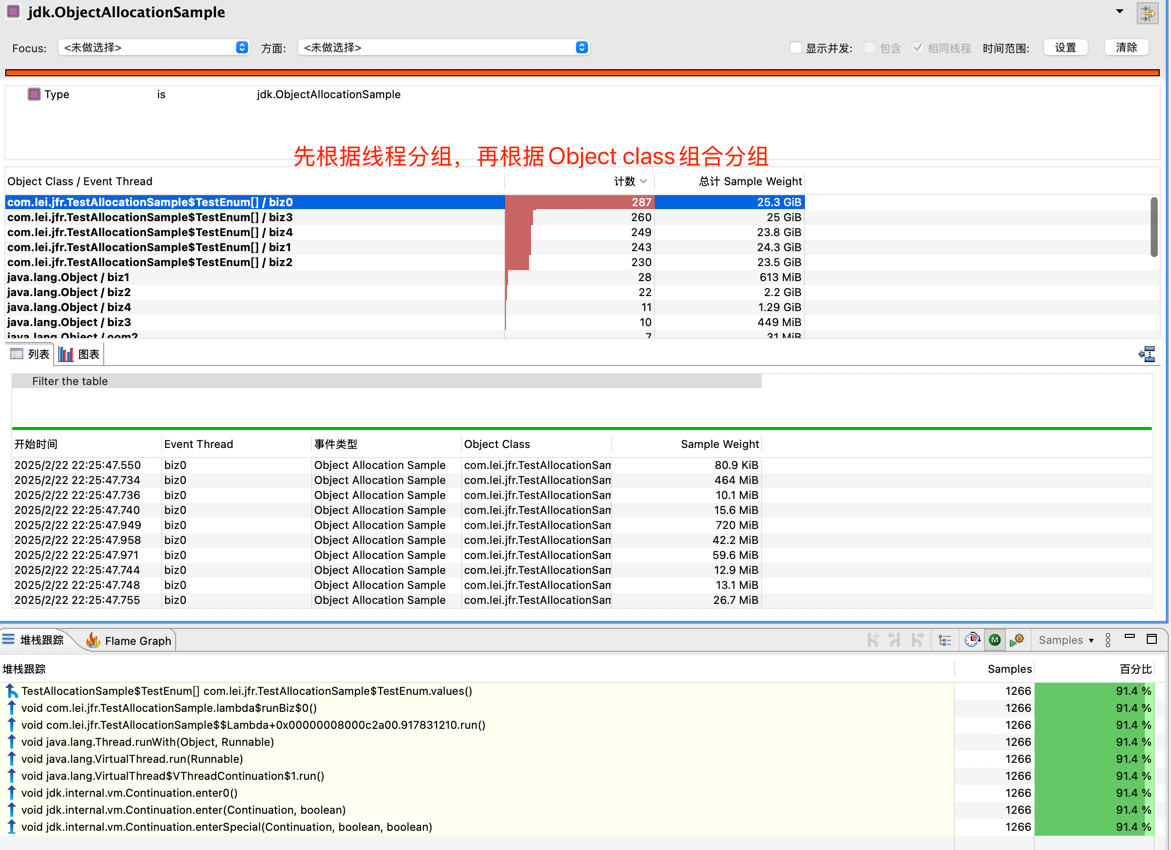 jdk.ObjectAllocationSample
Focus: <未做选择> 方面: <未做选择> 显示并发: 包含 相同线程 时间范围: 设置 清除
Type is jdk.ObjectAllocationSample
先根据线程分组，再根据Object class组合分组
Object Class / Event Thread 计数 总计 Sample Weight
com.lei.jfr.TestAllocationSample$TestEnum[] / biz0 287 25.3 GiB
com.lei.jfr.TestAllocationSample$TestEnum[] / biz3 260 25 GiB
com.lei.jfr.TestAllocationSample$TestEnum[] / biz4 249 23.8 GiB
com.lei.jfr.TestAllocationSample$TestEnum[] / biz1 243 24.3 GiB
com.lei.jfr.TestAllocationSample$TestEnum[] / biz2 230 23.5 GiB
java.lang.Object / biz1 28 613 MiB
java.lang.Object / biz2 22 2.2 GiB
java.lang.Object / biz4 11 1.29 GiB
java.lang.Object / biz3 10 449 MiB
java.lang.Object / oom2 7 31 MiB
列表 图表
Filter the table
开始时间 Event Thread 事件类型 Object Class Sample Weight
2025/2/22 22:25:47.550 biz0 Object Allocation Sample com.lei.jfr.TestAllocationSam 80.9 KiB
2025/2/22 22:25:47.734 biz0 Object Allocation Sample com.lei.jfr.TestAllocationSam 464 MiB
2025/2/22 22:25:47.736 biz0 Object Allocation Sample com.lei.jfr.TestAllocationSam 10.1 MiB
2025/2/22 22:25:47.740 biz0 Object Allocation Sample com.lei.jfr.TestAllocationSam 15.6 MiB
2025/2/22 22:25:47.949 biz0 Object Allocation Sample com.lei.jfr.TestAllocationSam 720 MiB
2025/2/22 22:25:47.958 biz0 Object Allocation Sample com.lei.jfr.TestAllocationSam 42.2 MiB
2025/2/22 22:25:47.971 biz0 Object Allocation Sample com.lei.jfr.TestAllocationSam 59.6 MiB
2025/2/22 22:25:47.744 biz0 Object Allocation Sample com.lei.jfr.TestAllocationSam 12.9 MiB
2025/2/22 22:25:47.748 biz0 Object Allocation Sample com.lei.jfr.TestAllocationSam 13.1 MiB
2025/2/22 22:25:47.755 biz0 Object Allocation Sample com.lei.jfr.TestAllocationSam 26.7 MiB
堆栈跟踪 Flame Graph M Samples
堆栈跟踪 Samples 百分比
TestAllocationSample$TestEnum[] com.lei.jfr.TestAllocationSample$TestEnum.values() 1266 91.4 %
void com.lei.jfr.TestAllocationSample.lambda$runBiz$0() 1266 91.4 %
void com.lei.jfr.TestAllocationSample$$Lambda+0x00000008000c2a00.917831210.run() 1266 91.4 %
void java.lang.Thread.runWith(Object, Runnable) 1266 91.4 %
void java.lang.VirtualThread.run(Runnable) 1266 91.4 %
void java.lang.VirtualThread$VThreadContinuation$1.run() 1266 91.4 %
void jdk.internal.vm.Continuation.enter0() 1266 91.4 %
void jdk.internal.vm.Continuation.enter(Continuation, boolean) 1266 91.4 %
void jdk.internal.vm.Continuation.enterSpecial(Continuation, boolean, boolean) 1266 91.4 %